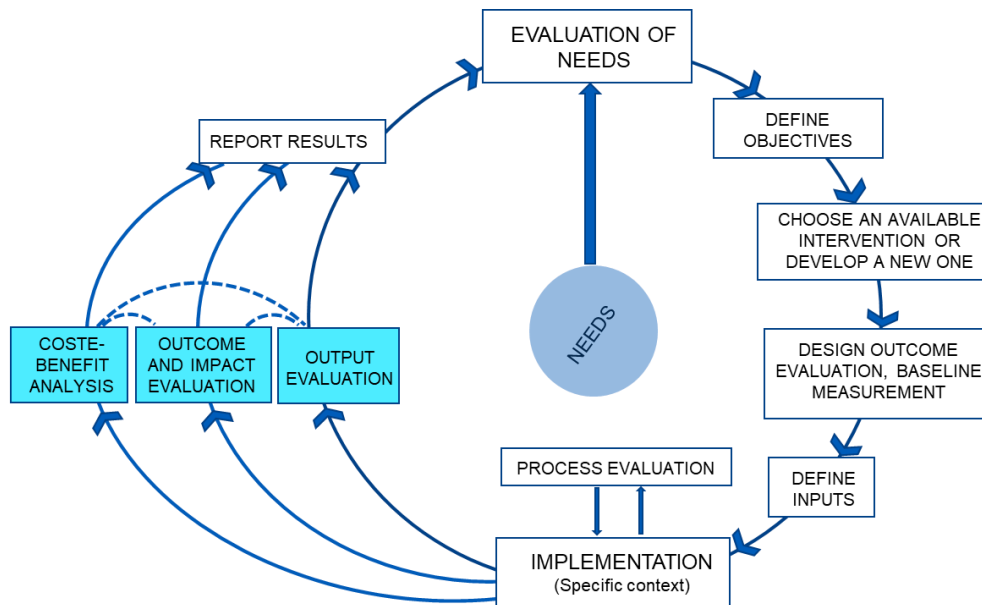 EVALUATION OF
NEEDS
DEFINE
OBJECTIVES
REPORT RESULTS
CHOOSE AN AVAILABLE
INTERVENTION OR
DEVELOP A NEW ONE
NEEDS
COSTE-
BENEFIT
ANALYSIS
OUTCOME
AND IMPACT
EVALUATION
OUTPUT
EVALUATION
DESIGN OUTCOME
EVALUATION, BASELINE
MEASUREMENT
PROCESS EVALUATION
DEFINE
INPUTS
IMPLEMENTATION
(Specific context)